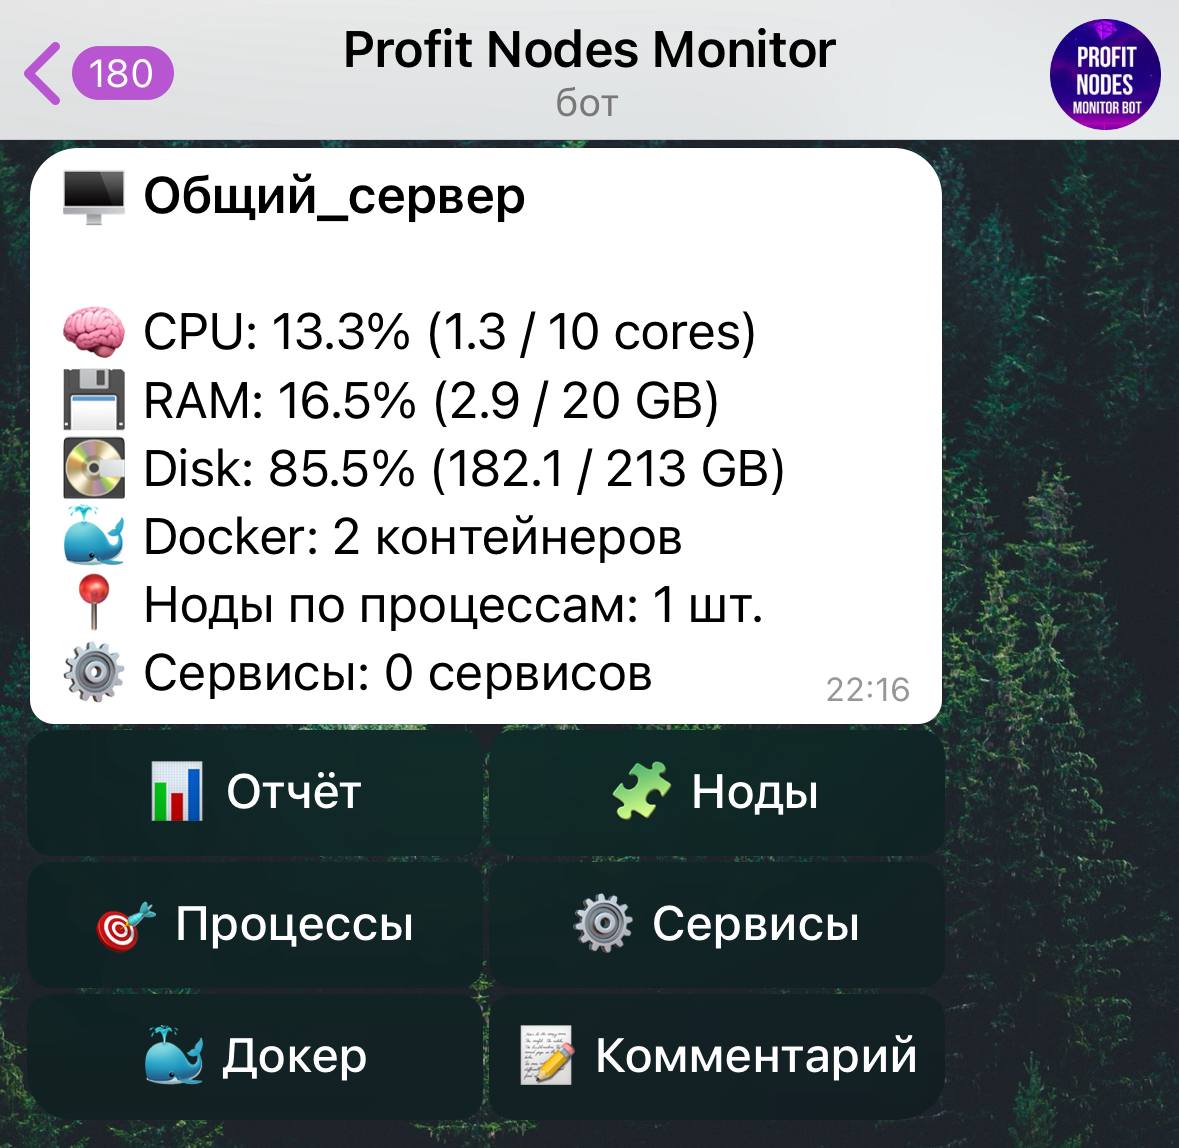 180
Profit Nodes Monitor
бот
PROFIT
NODES
MONITOR BOT
Общий_сервер
CPU: 13.3% (1.3 / 10 cores)
RAM: 16.5% (2.9 / 20 GB)
Disk: 85.5% (182.1 / 213 GB)
Docker: 2 контейнеров
Ноды по процессам: 1 шт.
Сервисы: 0 сервисов
22:16
Отчёт
Ноды
Процессы
Сервисы
Докер
Комментарий